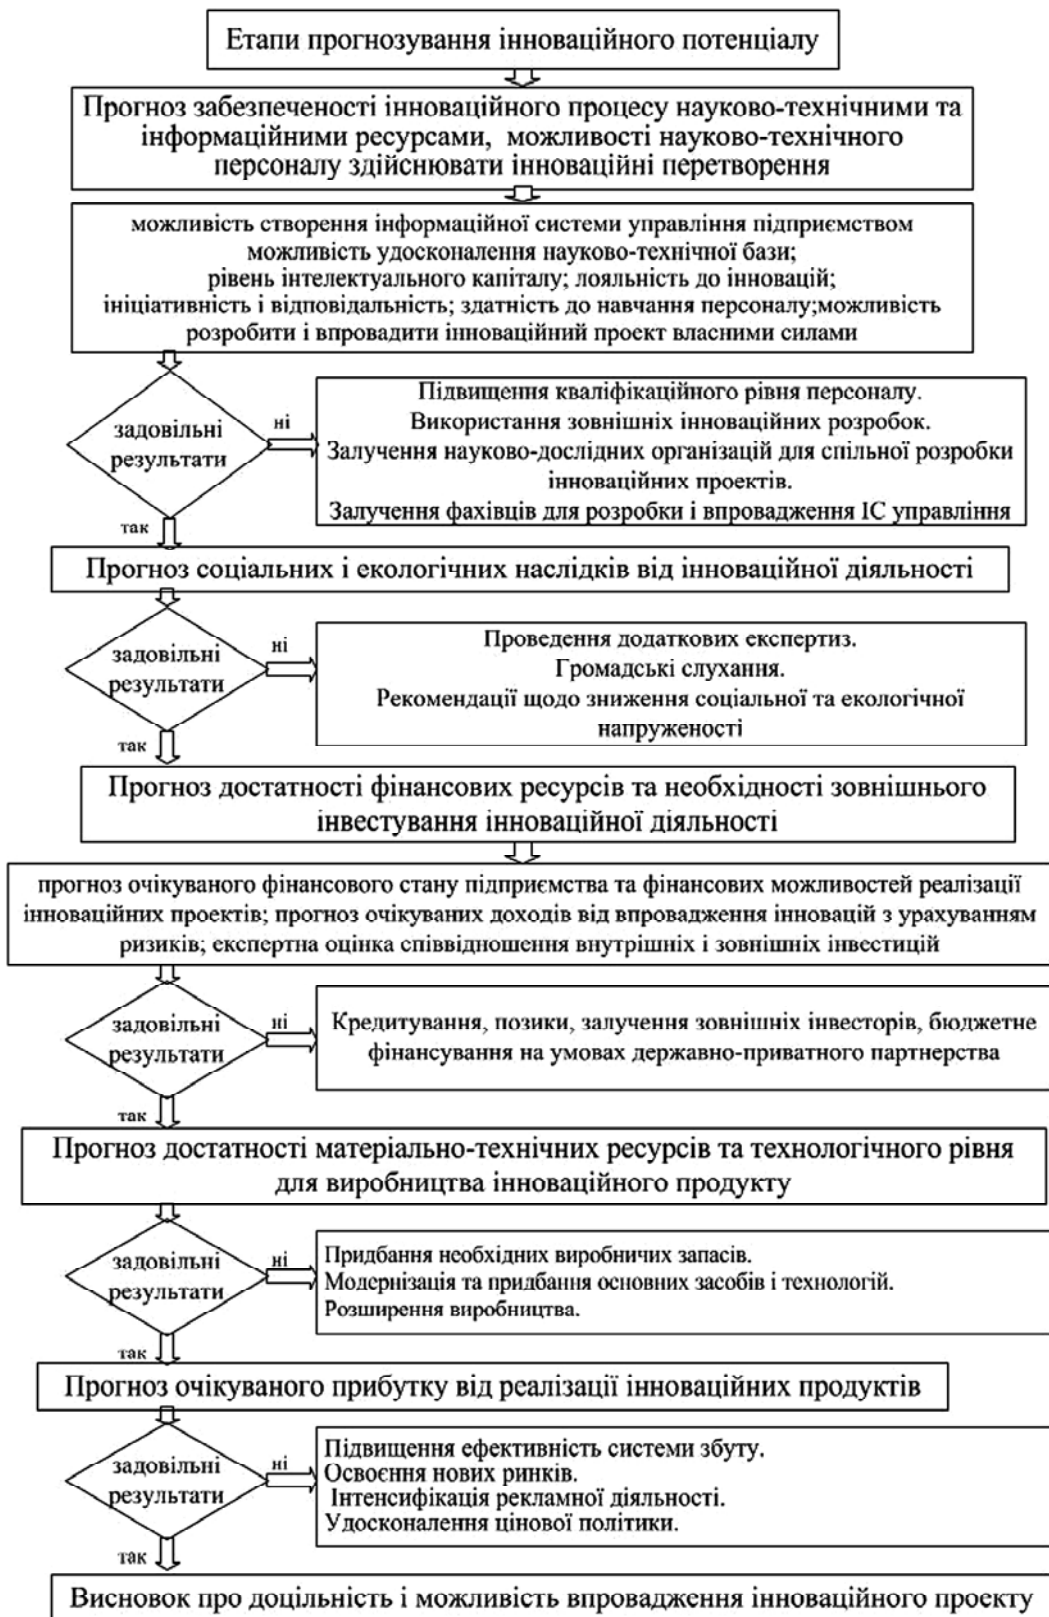 Етапи прогнозування інноваційного потенціалу
Прогноз забезпеченості інноваційного процесу науково-технічними та
інформаційними ресурсами, можливості науково-технічного
персоналу здійснювати інноваційні перетворення
можливість створення інформаційної системи управління підприємством
можливість удосконалення науково-технічної бази;
рівень інтелектуального капіталу; лояльність до інновацій;
ініціативність і відповідальність; здатність до навчання персоналу;можливість
розробити і впровадити інноваційний проект власними силами
задовільні
результати
ні
Підвищення кваліфікаційного рівня персоналу.
Використання зовнішніх інноваційних розробок.
Залучення науково-дослідних організацій для спільної розробки
інноваційних проектів.
Залучення фахівців для розробки і впровадження ІС управління
так
Прогноз соціальних і екологічних наслідків від інноваційної діяльності
задовільні
результати
ні
Проведення додаткових експертиз.
Громадські слухання.
Рекомендації щодо зниження соціальної та екологічної
напруженості
так
Прогноз достатності фінансових ресурсів та необхідності зовнішнього
інвестування інноваційної діяльності
прогноз очікуваного фінансового стану підприємства та фінансових можливостей реалізації
інноваційних проектів; прогноз очікуваних доходів від впровадження інновацій з урахуванням
ризиків; експертна оцінка співвідношення внутрішніх і зовнішніх інвестицій
задовільні
результати
ні
Кредитування, позики, залучення зовнішніх інвесторів, бюджетне
фінансування на умовах державно-приватного партнерства
так
Прогноз достатності матеріально-технічних ресурсів та технологічного рівня
для виробництва інноваційного продукту
задовільні
результати
ні
Придбання необхідних виробничих запасів.
Модернізація та придбання основних засобів і технологій.
Розширення виробництва.
так
Прогноз очікуваного прибутку від реалізації інноваційних продуктів
задовільні
результати
ні
Підвищення ефективність системи збуту.
Освоєння нових ринків.
Інтенсифікація рекламної діяльності.
Удосконалення цінової політики.
так
Висновок про доцільність і можливість впровадження інноваційного проекту